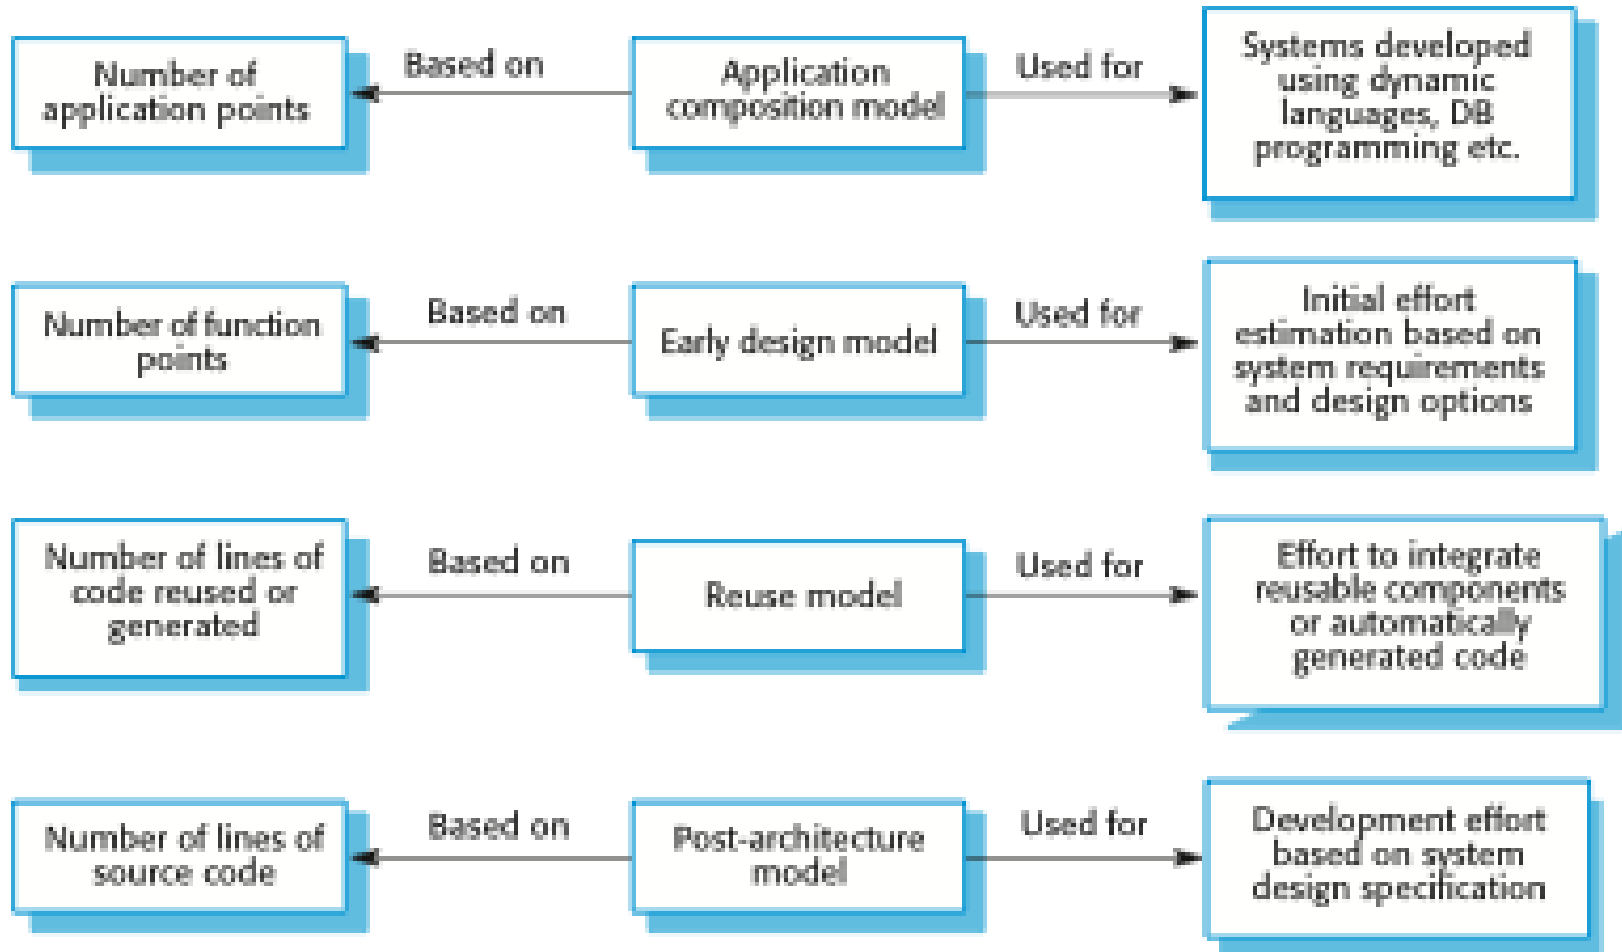 Number of
application points
Based on
Application
composition model
Used for
Systems developed
using dynamic
languages, DB
programming etc.
Number of function
points
Based on
Early design model
Used for
Initial effort
estimation based on
system requirements
and design options
Number of lines of
code reused or
generated
Based on
Reuse model
Used for
Effort to integrate
reusable components
or automatically
generated code
Number of lines of
source code
Based on
Post-architecture
model
Used for
Development effort
based on system
design specification